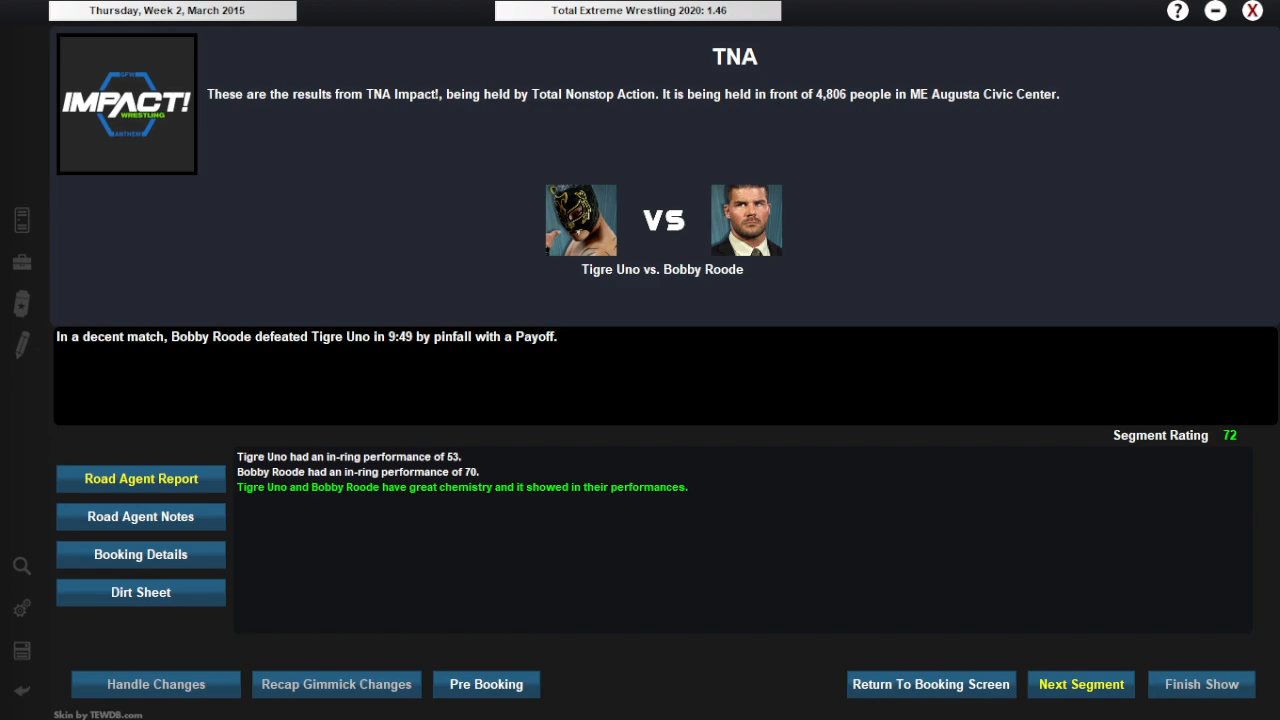 Thursday, Week 2, March 2015
Total Extreme Wrestling 2020: 1.46
? - X
TNA
GFW
IMPACT!
WRESTLING
ANTHEM
These are the results from TNA Impact!, being held by Total Nonstop Action. It is being held in front of 4,806 people in ME Augusta Civic Center.
VS
Tigre Uno vs. Bobby Roode
In a decent match, Bobby Roode defeated Tigre Uno in 9:49 by pinfall with a Payoff.
Segment Rating 72
Tigre Uno had an in-ring performance of 53.
Bobby Roode had an in-ring performance of 70.
Tigre Uno and Bobby Roode have great chemistry and it showed in their performances.
Road Agent Report
Road Agent Notes
Booking Details
Dirt Sheet
Handle Changes
Recap Gimmick Changes
Pre Booking
Return To Booking Screen
Next Segment
Finish Show
Skin by TEWDB.com